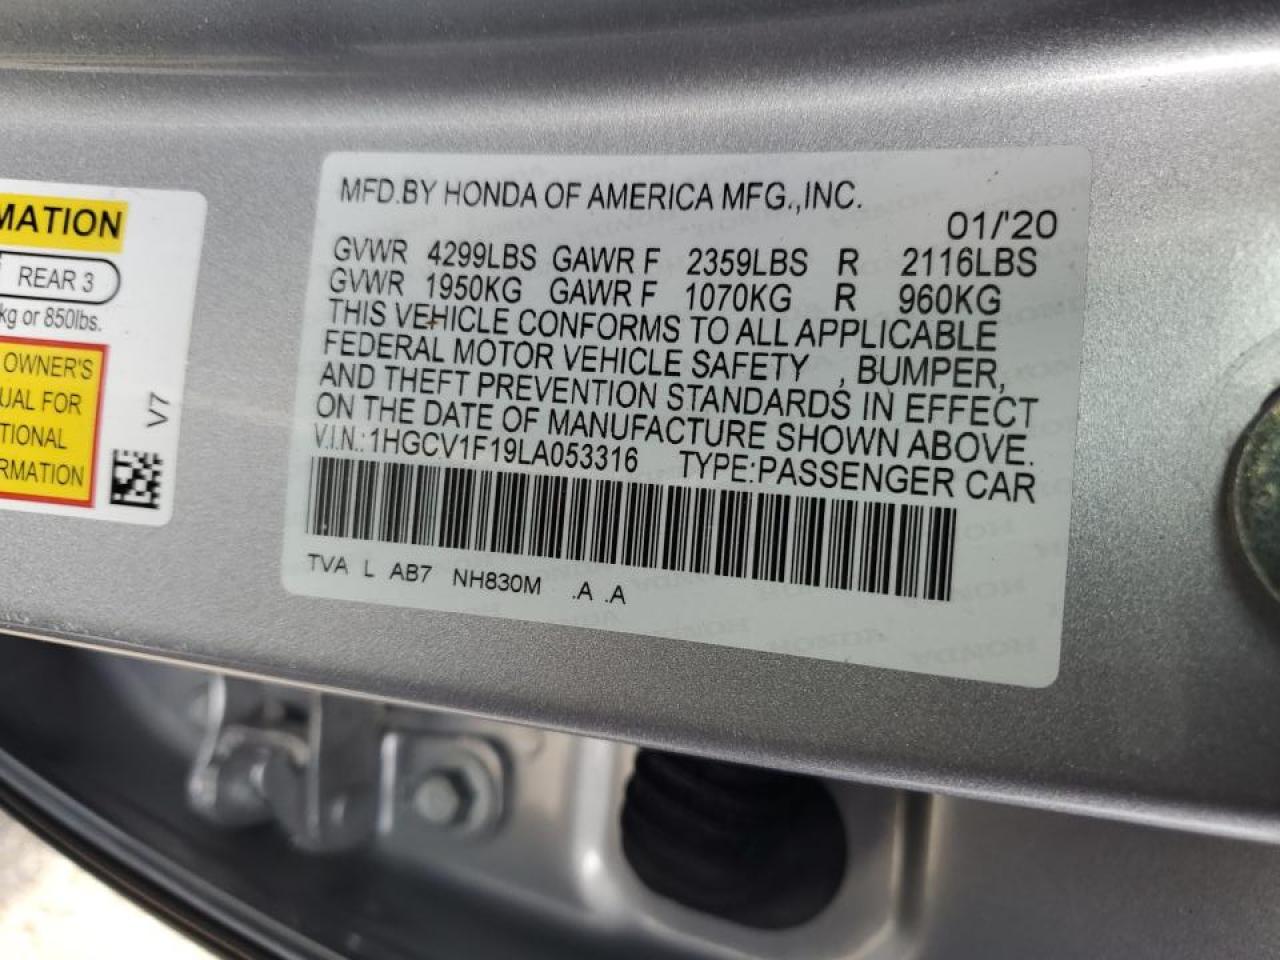 MATION
REAR 3
kg or 850lbs.
OWNER'S
UAL FOR
TIONAL
RMATION
V7
MFD.BY HONDA OF AMERICA MFG.,INC.
01/'20
GVWR 4299LBS GAWR F 2359LBS R 2116LBS
GVWR 1950KG GAWR F 1070KG R 960KG
THIS VEHICLE CONFORMS TO ALL APPLICABLE
FEDERAL MOTOR VEHICLE SAFETY , BUMPER,
AND THEFT PREVENTION STANDARDS IN EFFECT
ON THE DATE OF MANUFACTURE SHOWN ABOVE.
V.I.N.:1HGCV1F19LA053316 TYPE:PASSENGER CAR
TVA L AB7 NH830M .A .A